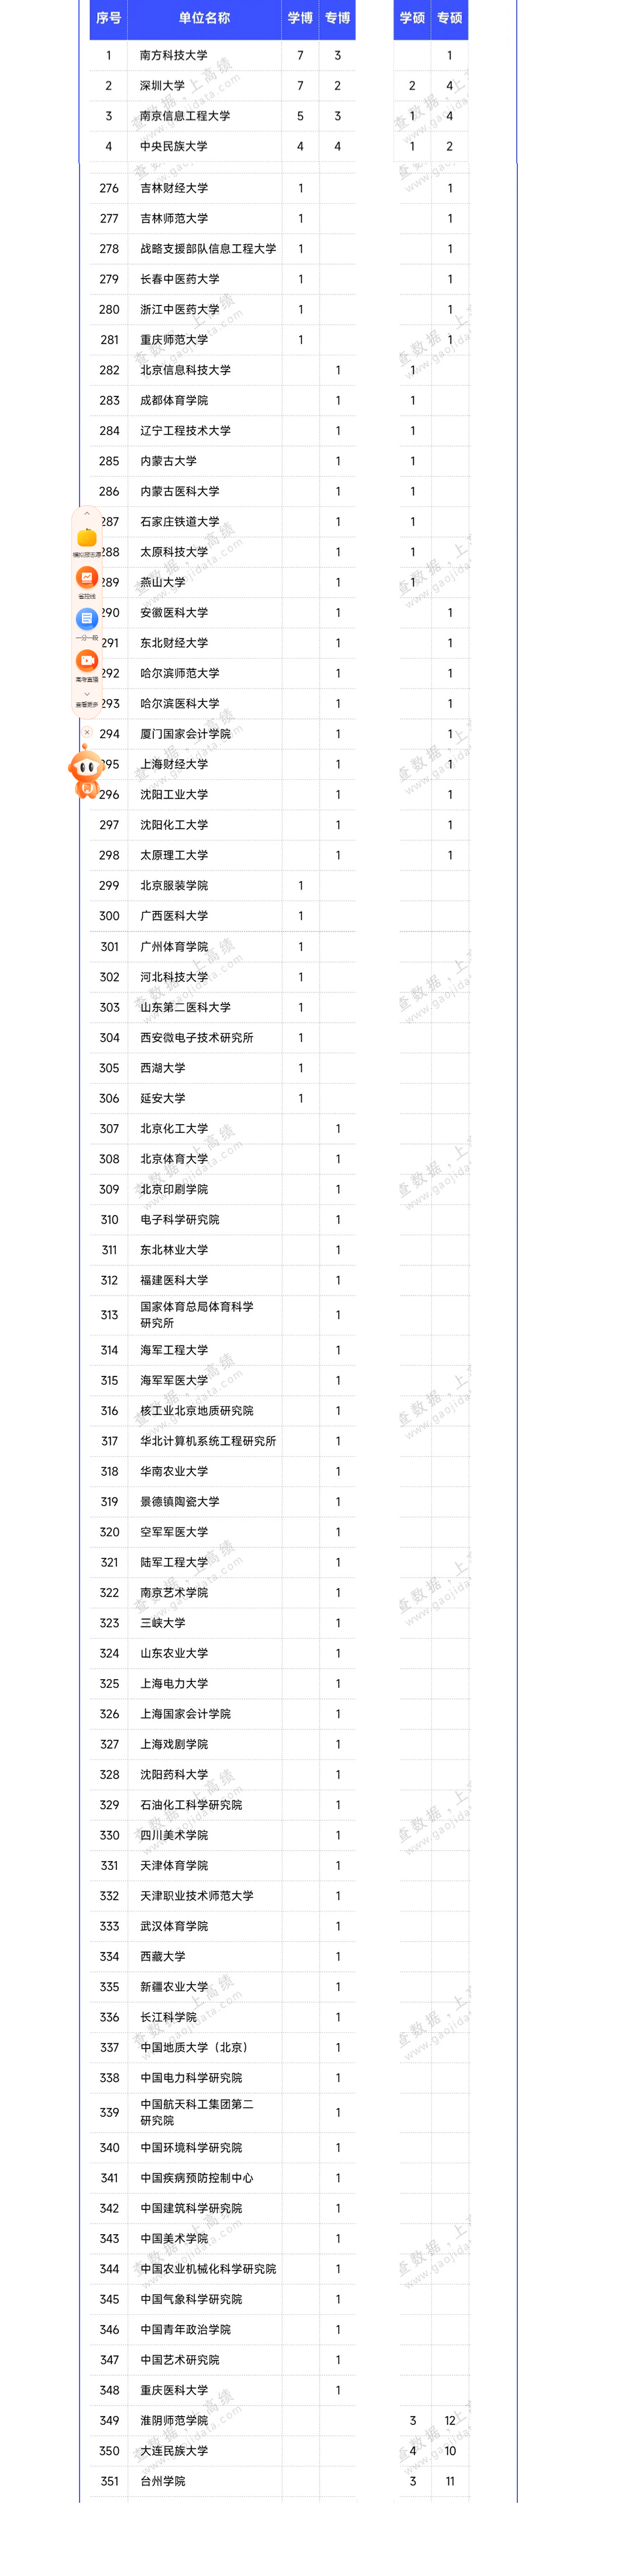 序号 单位名称 学博 专博 学硕 专硕
1 南方科技大学 7 3 1
2 深圳大学 7 2 2 4
3 南京信息工程大学 5 3 1 4
4 中央民族大学 4 4 1 2
276 吉林财经大学 1 1
277 吉林师范大学 1 1
278 战略支援部队信息工程大学 1 1
279 长春中医药大学 1 1
280 浙江中医药大学 1 1
281 重庆师范大学 1 1
282 北京信息科技大学 1 1
283 成都体育学院 1 1
284 辽宁工程技术大学 1 1
285 内蒙古大学 1 1
286 内蒙古医科大学 1 1
287 石家庄铁道大学 1 1
模拟报志愿
288 太原科技大学 1 1
289 燕山大学 1 1
省控线
290 安徽医科大学 1 1
一分一段
291 东北财经大学 1 1
292 哈尔滨师范大学 1 1
高考直播
293 哈尔滨医科大学 1 1
查看更多
294 厦门国家会计学院 1 1
295 上海财经大学 1 1
296 沈阳工业大学 1 1
297 沈阳化工大学 1 1
298 太原理工大学 1 1
299 北京服装学院 1
300 广西医科大学 1
301 广州体育学院 1
302 河北科技大学 1
303 山东第二医科大学 1
304 西安微电子技术研究所 1
305 西湖大学 1
306 延安大学 1
307 北京化工大学 1
308 北京体育大学 1
309 北京印刷学院 1
310 电子科学研究院 1
311 东北林业大学 1
312 福建医科大学 1
313 国家体育总局体育科学
研究所 1
314 海军工程大学 1
315 海军军医大学 1
316 核工业北京地质研究院 1
317 华北计算机系统工程研究所 1
318 华南农业大学 1
319 景德镇陶瓷大学 1
320 空军军医大学 1
321 陆军工程大学 1
322 南京艺术学院 1
323 三峡大学 1
324 山东农业大学 1
325 上海电力大学 1
326 上海国家会计学院 1
327 上海戏剧学院 1
328 沈阳药科大学 1
329 石油化工科学研究院 1
330 四川美术学院 1
331 天津体育学院 1
332 天津职业技术师范大学 1
333 武汉体育学院 1
334 西藏大学 1
335 新疆农业大学 1
336 长江科学院 1
337 中国地质大学（北京） 1
338 中国电力科学研究院 1
339 中国航天科工集团第二
研究院 1
340 中国环境科学研究院 1
341 中国疾病预防控制中心 1
342 中国建筑科学研究院 1
343 中国美术学院 1
344 中国农业机械化科学研究院 1
345 中国气象科学研究院 1
346 中国青年政治学院 1
347 中国艺术研究院 1
348 重庆医科大学 1
349 淮阴师范学院 3 12
350 大连民族大学 4 10
351 台州学院 3 11
查数据，上高绩
www.gaojidata.com